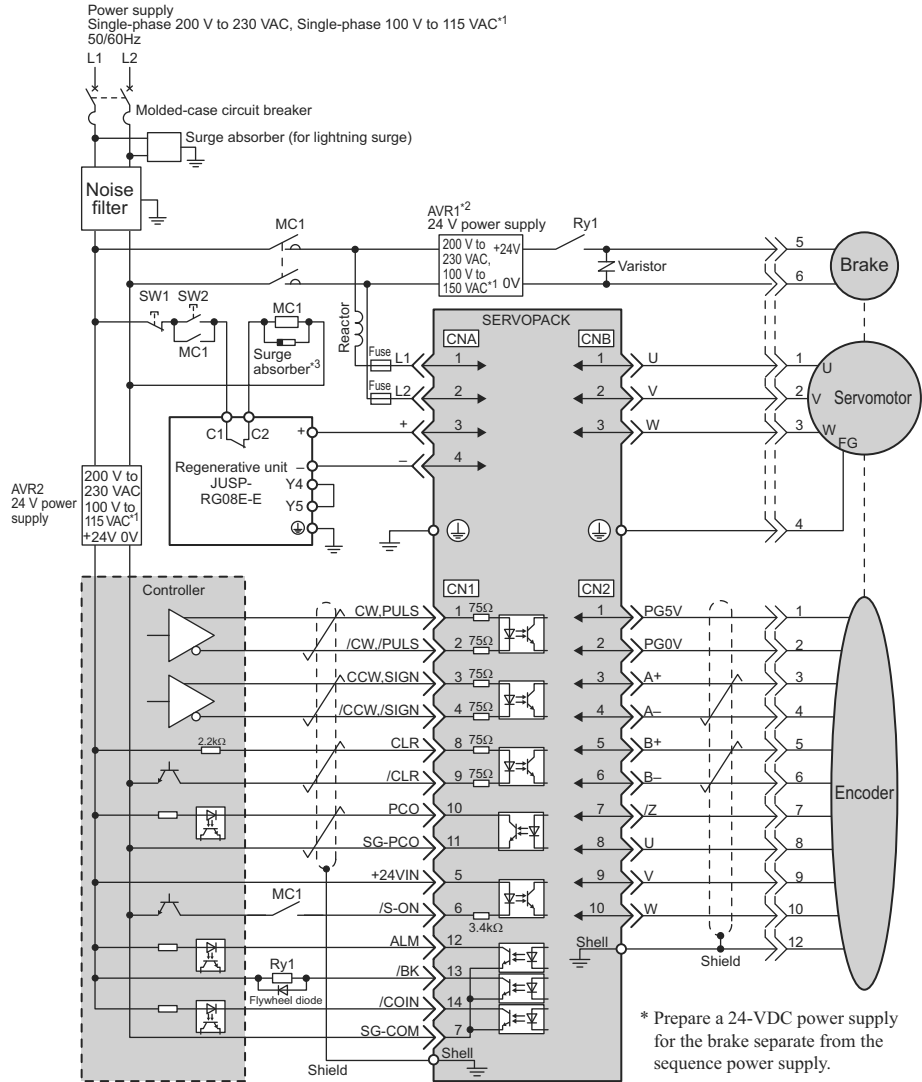 Power supply
Single-phase 200 V to 230 VAC, Single-phase 100 V to 115 VAC*1
50/60Hz
L1 L2
Molded-case circuit breaker
Surge absorber (for lightning surge)
Noise
filter
MC1
AVR1*2
24 V power supply
200 V to
230 VAC,
100 V to
150 VAC*1
+24V
0V
Ry1
Varistor
5
6
Brake
SW1 SW2
MC1
MC1
Surge
absorber*3
Reactor
Fuse
L1
Fuse
L2
SERVOPACK
CNA
CNB
1
2
3
4
+
–
1 U
2 V
3 W
1
2
3
4
U
V
W
FG
Servomotor
C1 C2
+
–
Y4
Y5
Regenerative unit
JUSP-
RG08E-E
AVR2
24 V power
supply
200 V to
230 VAC
100 V to
115 VAC*1
+24V 0V
Controller
CN1
CN2
CW,PULS 1 75Ω
/CW,/PULS 2 75Ω
CCW,SIGN 3 75Ω
/CCW,/SIGN 4 75Ω
2.2kΩ
CLR 8 75Ω
/CLR 9 75Ω
PCO 10
SG-PCO 11
+24VIN 5
MC1
/S-ON 6
3.4kΩ
ALM 12
Ry1
/BK 13
Flywheel diode
/COIN 14
SG-COM 7
Shield
Shell
1 PG5V 1
2 PG0V 2
3 A+ 3
4 A– 4
5 B+ 5
6 B– 6
7 /Z 7
8 U 8
9 V 9
10 W 10
Shell
12
Shield
Encoder
* Prepare a 24-VDC power supply
for the brake separate from the
sequence power supply.